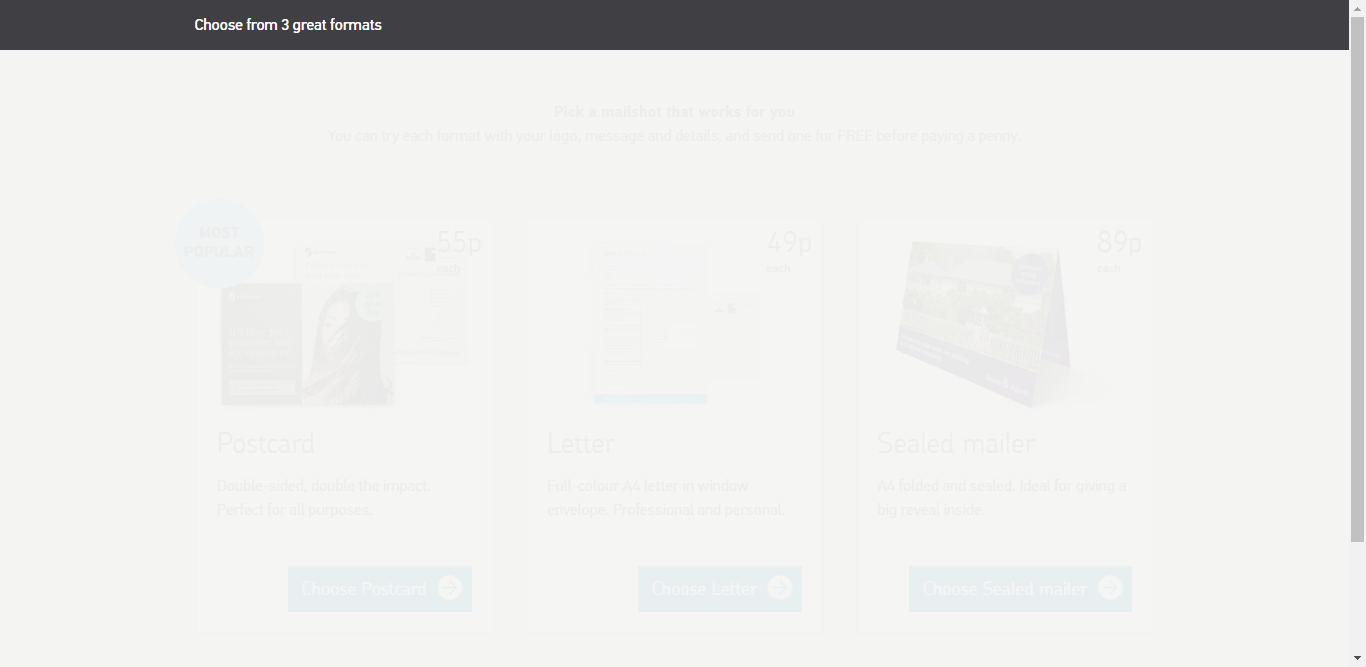 Choose from 3 great formats
Pick a mailshot that works for you
You can try each format with your logo, message and details, and send one for FREE before paying a penny.
MOST
POPULAR
55p
each
49p
each
89p
each
Postcard
Double-sided, double the impact.
Perfect for all purposes.
Choose Postcard
Letter
Full-colour A4 letter in window
envelope. Professional and personal.
Choose Letter
Sealed mailer
A4 folded and sealed. Ideal for giving a
big reveal inside.
Choose Sealed mailer